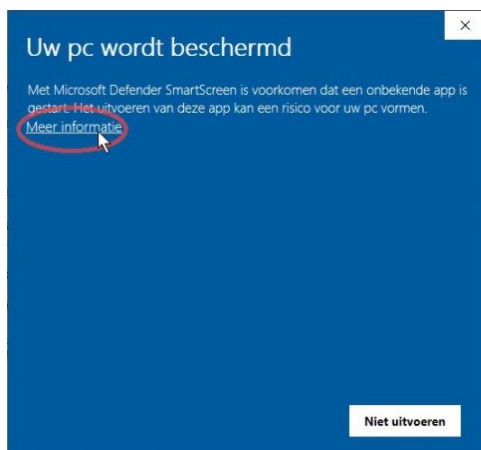 Uw pc wordt beschermd
Met Microsoft Defender SmartScreen is voorkomen dat een onbekende app is
gestart. Het uitvoeren van deze app kan een risico voor uw pc vormen.
Meer informatie
Niet uitvoeren